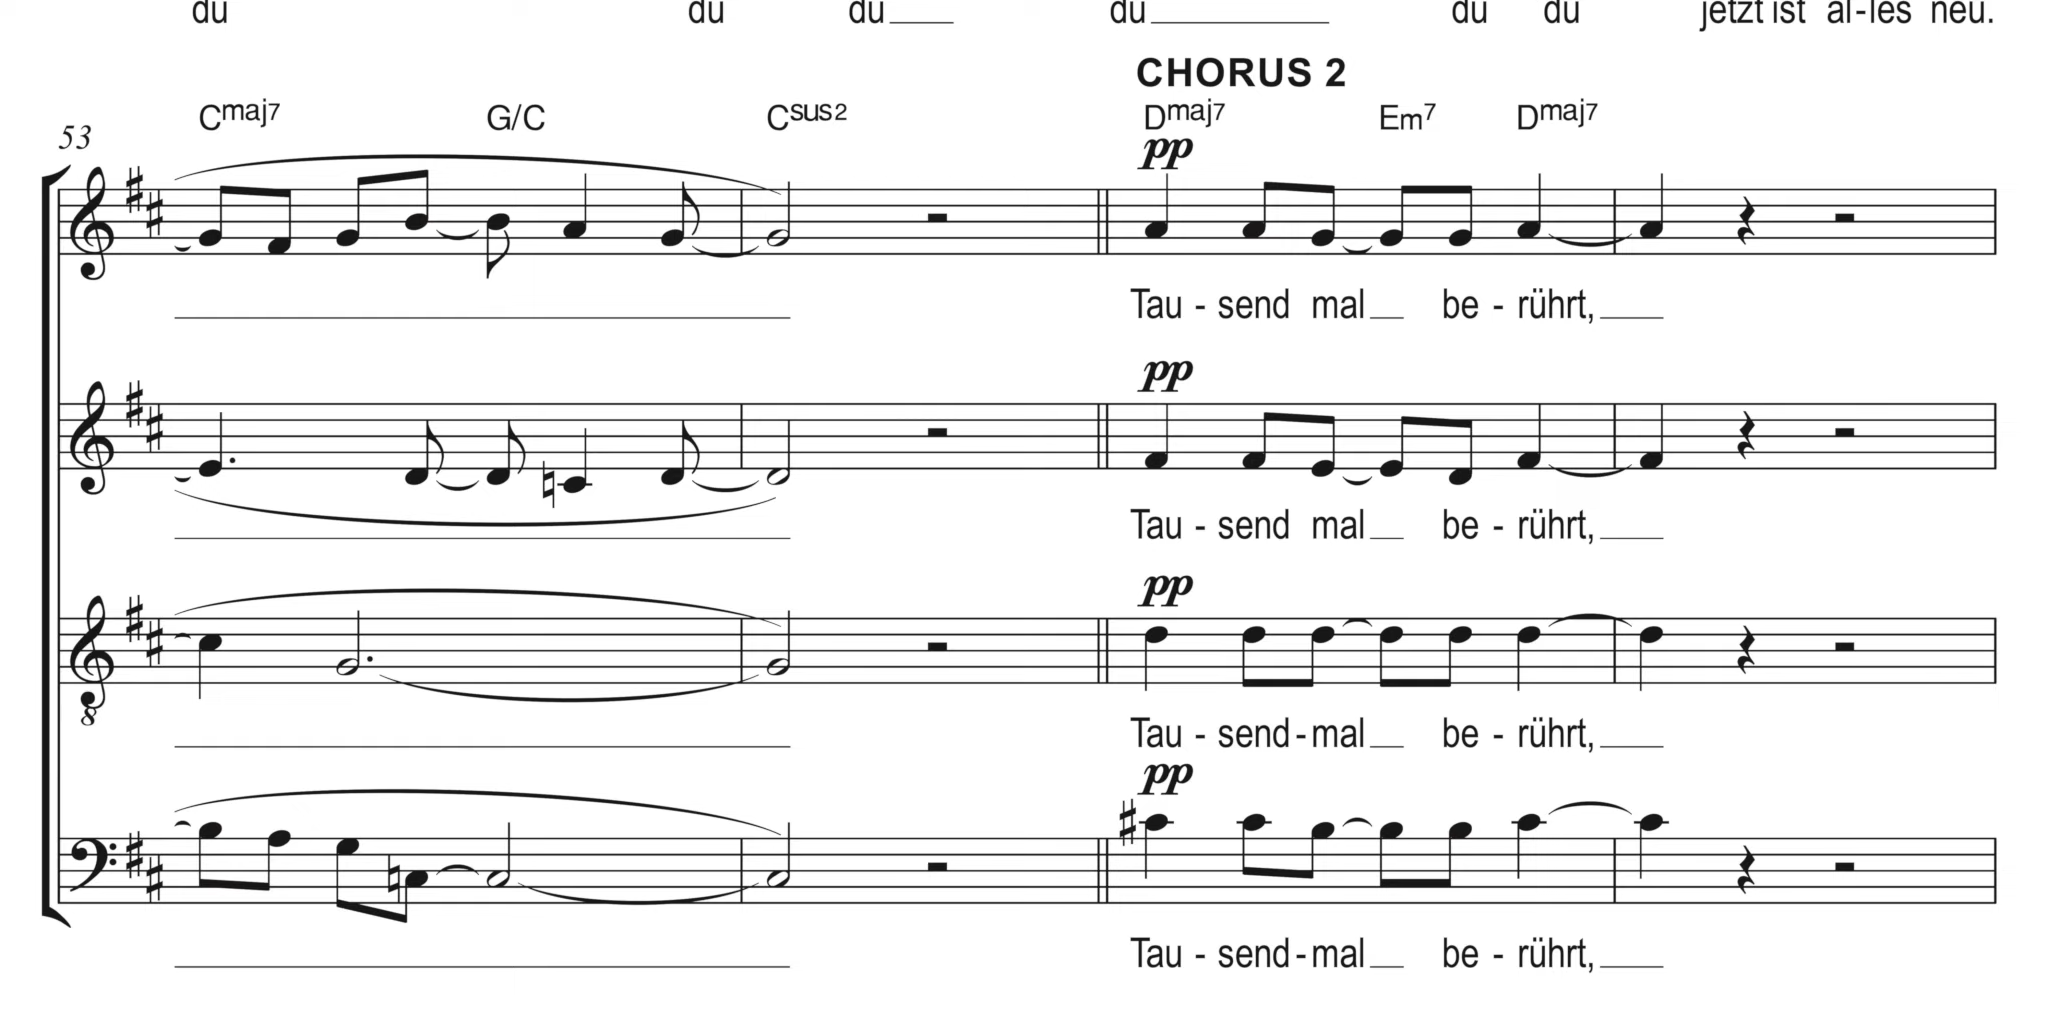 du du du du du du jetzt ist al-les neu.
CHORUS 2
Cmaj7 G/C Csus2 Dmaj7 Em7 Dmaj7
53
pp
Tau - send mal be - rührt,
pp
Tau - send mal be - rührt,
pp
8
Tau - send-mal be - rührt,
pp
Tau - send-mal be - rührt,